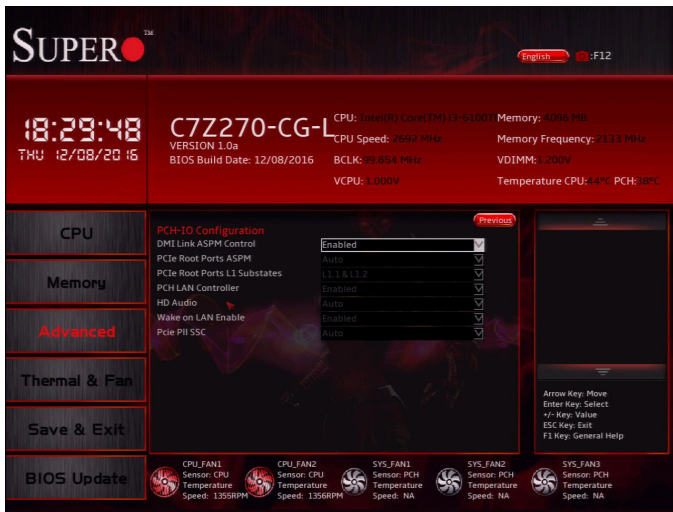 SUPER TM
English :F12
18:29:48
THU 12/08/2016
C7Z270-CG-L
VERSION 1.0a
BIOS Build Date: 12/08/2016
CPU: Intel(R) Core(TM) i3-6100T
CPU Speed: 2692 MHz
BCLK: 99.654 MHz
VCPU: 1.000V
Memory: 4096 MB
Memory Frequency: 2133 MHz
VDIMM: 1.200V
Temperature CPU: 44°C PCH: 38°C
CPU
Memory
Advanced
Thermal & Fan
Save & Exit
BIOS Update
Previous
PCH-IO Configuration
DMI Link ASPM Control Enabled
PCIe Root Ports ASPM Auto
PCIe Root Ports L1 Substates L1.1 & L1.2
PCH LAN Controller Enabled
HD Audio Auto
Wake on LAN Enable Enabled
Pcie Pll SSC Auto
Arrow Key: Move
Enter Key: Select
+/- Key: Value
ESC Key: Exit
F1 Key: General Help
CPU_FAN1
Sensor: CPU
Temperature
Speed: 1355RPM
CPU_FAN2
Sensor: CPU
Temperature
Speed: 1356RPM
SYS_FAN1
Sensor: PCH
Temperature
Speed: NA
SYS_FAN2
Sensor: PCH
Temperature
Speed: NA
SYS_FAN3
Sensor: PCH
Temperature
Speed: NA